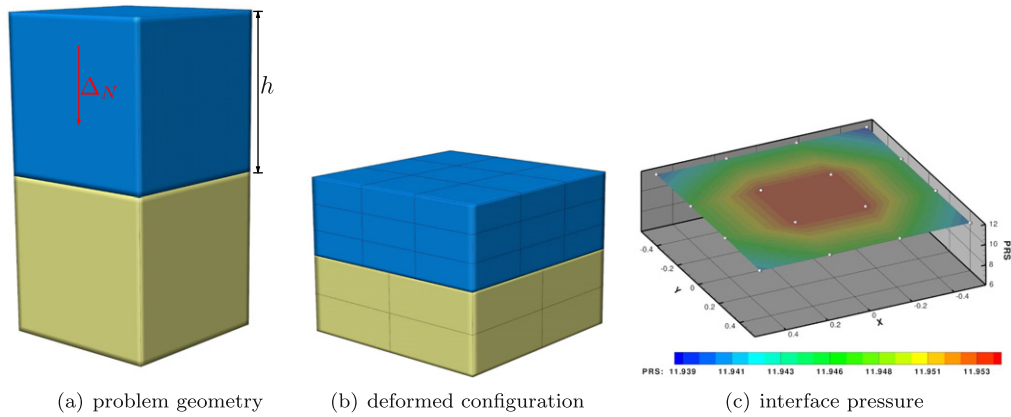 Δ_N
h
12
10
8
6
PRS
-0.4
-0.2
0
0.2
0.4
Y
-0.4
-0.2
0
0.2
0.4
X
PRS: 11.939 11.941 11.943 11.946 11.948 11.951 11.953
(a) problem geometry
(b) deformed configuration
(c) interface pressure